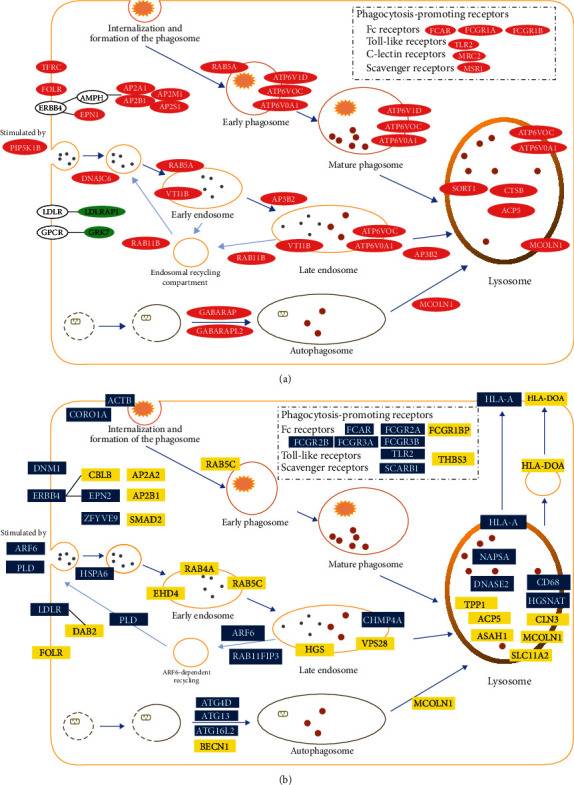 Phagocytosis-promoting receptors
Fc receptors FCAR FCGR1A FCGR1B
Toll-like receptors TLR2
C-lectin receptors MRC2
Scavenger receptors MSR1
Internalization and
formation of the phagosome
TFRC
FOLR
ERBB4
AMPH
EPN1
AP2A1
AP2B1
AP2M1
AP2S1
RAB5A
ATP6V1D
ATP6VOC
ATP6V0A1
Early phagosome
ATP6V1D
ATP6VOC
ATP6V0A1
Mature phagosome
Stimulated by
PIP5K1B
DNAJC6
RAB5A
VTI1B
Early endosome
LDLR LDLRAP1
GPCR GRK7
RAB11B
Endosomal recycling
compartment
RAB11B
AP3B2
VTI1B
ATP6VOC
ATP6V0A1
Late endosome
AP3B2
ATP6VOC
ATP6V0A1
SORT1
CTSB
ACP5
MCOLN1
Lysosome
GABARAP
GABARAPL2
Autophagosome
MCOLN1
(a)
ACTB
CORO1A
Internalization and
formation of the phagosome
Phagocytosis-promoting receptors
Fc receptors FCAR FCGR2A FCGR1BP
FCGR2B FCGR3A FCGR3B
Toll-like receptors TLR2
Scavenger receptors SCARB1
THBS3
HLA-A
HLA-DOA
HLA-DOA
DNM1
ERBB4
CBLB
EPN2
ZFYVE9
AP2A2
AP2B1
SMAD2
RAB5C
Early phagosome
Mature phagosome
Stimulated by
ARF6
PLD
HSPA6
RAB4A
EHD4
RAB5C
Early endosome
LDLR
DAB2
FOLR
PLD
ARF6-dependent
recycling
ARF6
RAB11FIP3
CHMP4A
HGS
VPS28
Late endosome
HLA-A
NAPSA
DNASE2
TPP1
ACP5
ASAH1
CD68
HGSNAT
CLN3
MCOLN1
SLC11A2
Lysosome
ATG4D
ATG13
ATG16L2
BECN1
Autophagosome
MCOLN1
(b)